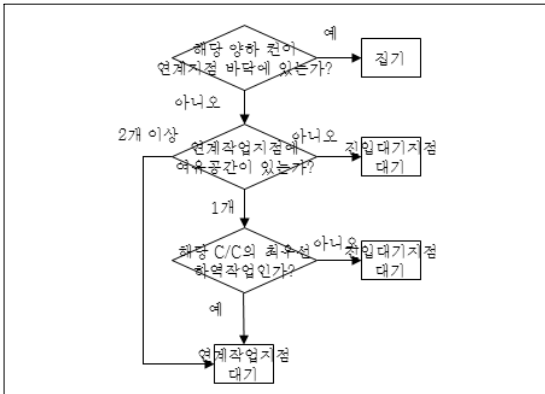 해당 양하 컨이
연계지점 바닥에 있는가?
예
집기
아니오
2개 이상
연계작업지점에
여유공간이 있는가?
아니오
진입대기지점
대기
1개
해당 C/C의 최우선
하역작업인가?
아니오
진입대기지점
대기
예
연계작업지점
대기